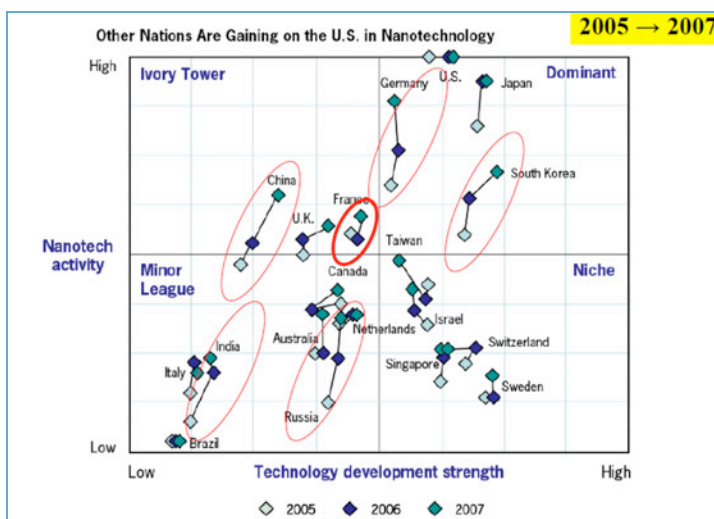 Other Nations Are Gaining on the U.S. in Nanotechnology
2005 → 2007
High
Ivory Tower
Dominant
U.S.
Germany
Japan
China
South Korea
France
U.K.
Taiwan
Nanotech
activity
Minor
League
Canada
Niche
Netherlands
Israel
Australia
India
Switzerland
Italy
Singapore
Sweden
Russia
Brazil
Low
Low
Technology development strength
High
2005
2006
2007